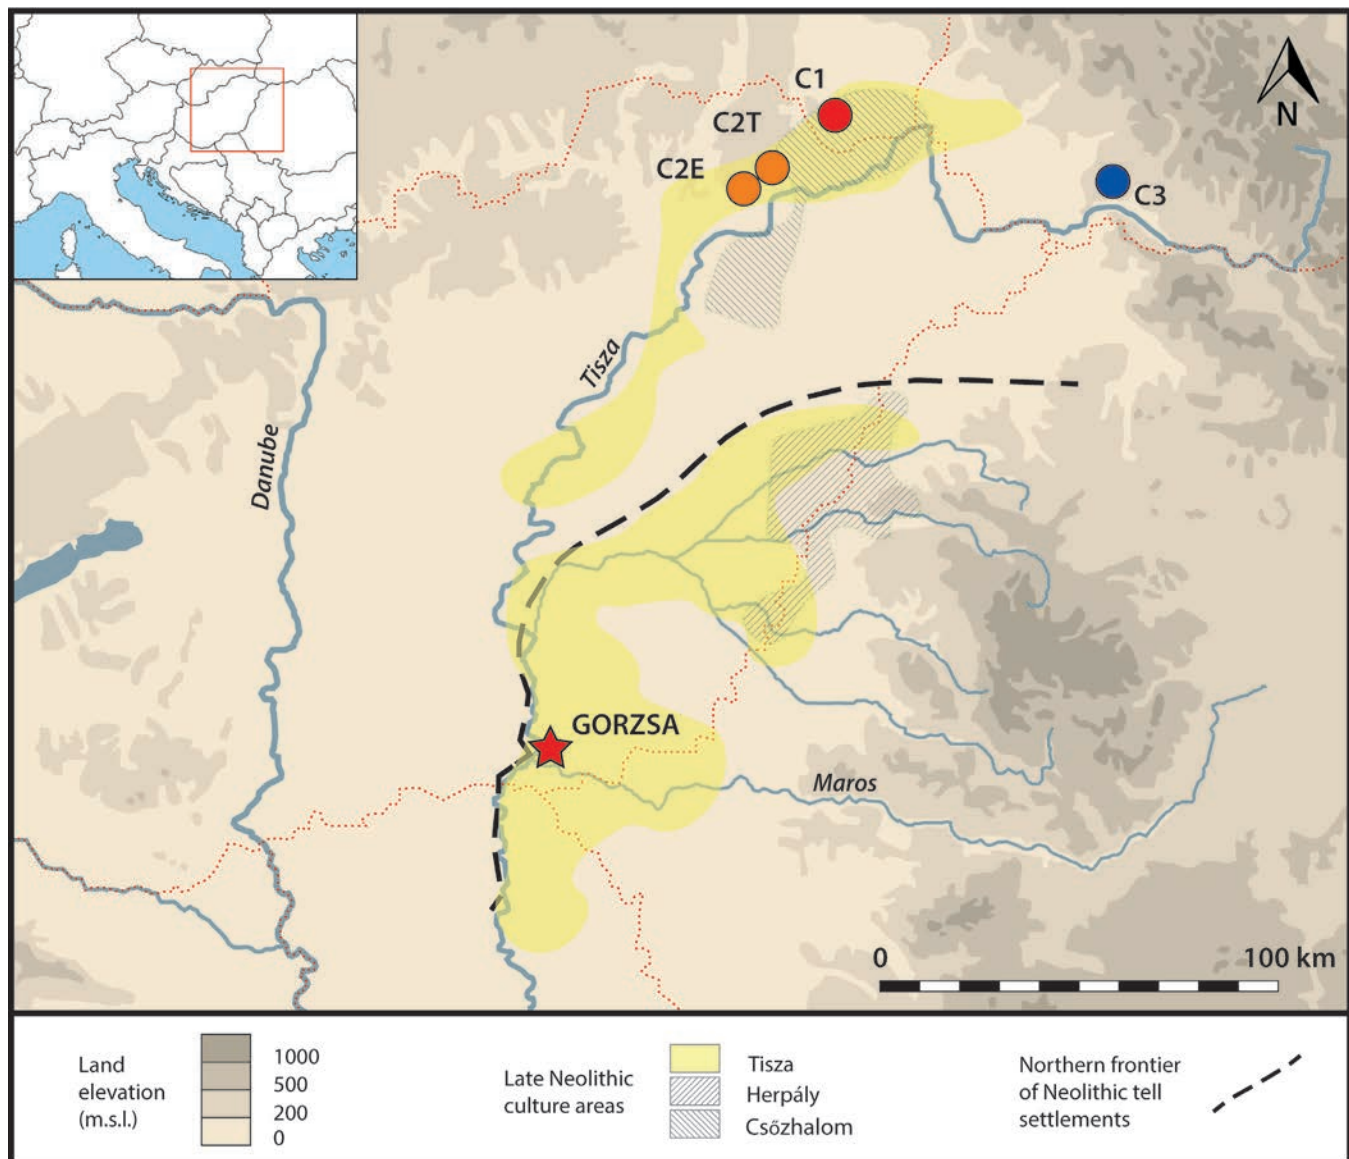 C1
C2T
C2E
C3
N
Tisza
Danube
GORZSA
Maros
0 100 km
Land
elevation
(m.s.l.)
1000
500
200
0
Late Neolithic
culture areas
Tisza
Herpály
Csőzhalom
Northern frontier
of Neolithic tell
settlements